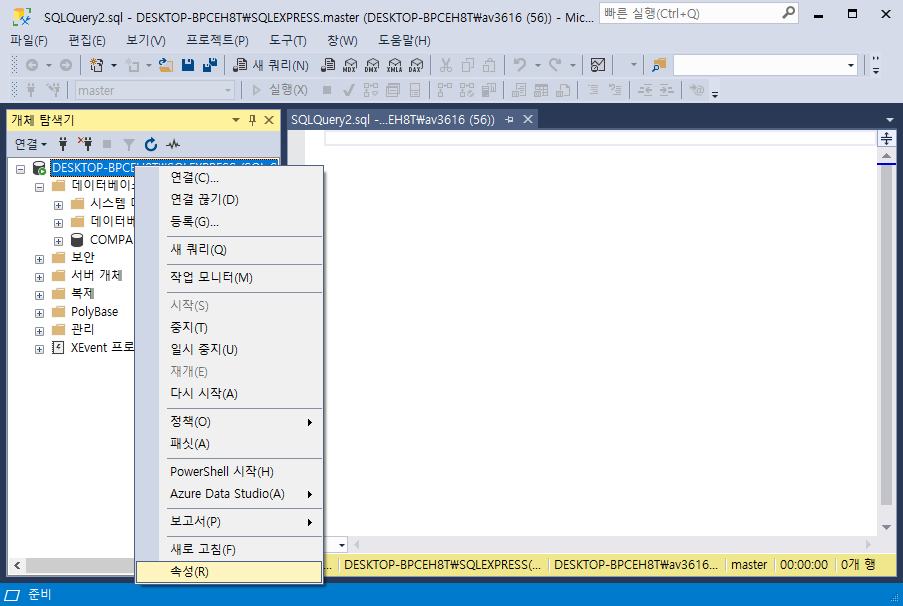 SQLQuery2.sql - DESKTOP-BPCEH8T₩SQLEXPRESS.master (DESKTOP-BPCEH8T₩av3616 (56)) - Mic...
빠른 실행(Ctrl+Q)
파일(F) 편집(E) 보기(V) 프로젝트(P) 도구(T) 창(W) 도움말(H)
새 쿼리(N) MDX DMX XMLA DAX
master 실행(X)
개체 탐색기
SQLQuery2.sql -...EH8T₩av3616 (56))
연결
DESKTOP-BPCEH8T₩SQLEXPRESS (SQL S
데이터베이스
시스템 데
데이터베
COMPA
보안
서버 개체
복제
PolyBase
관리
XEvent 프로
연결(C)...
연결 끊기(D)
등록(G)...
새 쿼리(Q)
작업 모니터(M)
시작(S)
중지(T)
일시 중지(U)
재개(E)
다시 시작(A)
정책(O)
패싯(A)
PowerShell 시작(H)
Azure Data Studio(A)
보고서(P)
새로 고침(F)
속성(R)
... DESKTOP-BPCEH8T₩SQLEXPRESS(... DESKTOP-BPCEH8T₩av3616... master 00:00:00 0개 행
준비